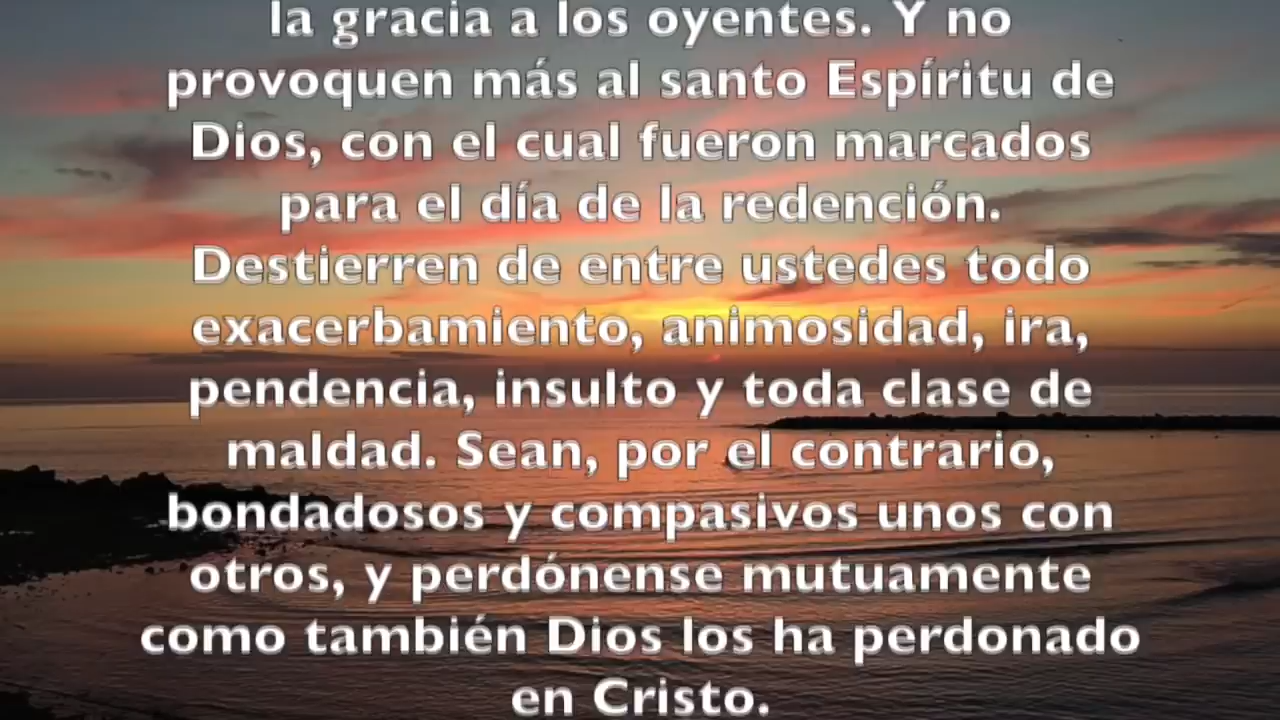 la gracia a los oyentes. Y no
provoquen más al santo Espíritu de
Dios, con el cual fueron marcados
para el día de la redención.
Destierren de entre ustedes todo
exacerbamiento, animosidad, ira,
pendencia, insulto y toda clase de
maldad. Sean, por el contrario,
bondadosos y compasivos unos con
otros, y perdónense mutuamente
como también Dios los ha perdonado
en Cristo.